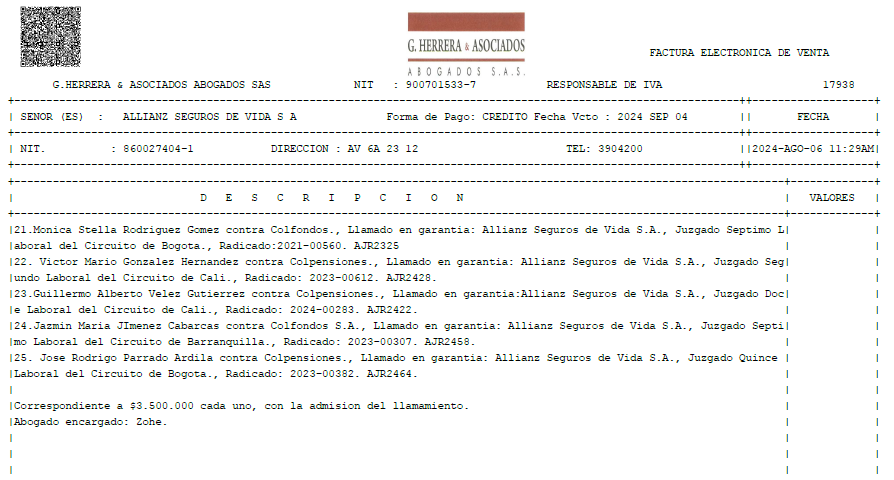 G. HERRERA & ASOCIADOS
ABOGADOS S.A.S.
FACTURA ELECTRONICA DE VENTA
G.HERRERA & ASOCIADOS ABOGADOS SAS NIT : 900701533-7 RESPONSABLE DE IVA 17938
SENOR (ES) : ALLIANZ SEGUROS DE VIDA S A Forma de Pago: CREDITO Fecha Vcto : 2024 SEP 04 FECHA
NIT. : 860027404-1 DIRECCION : AV 6A 23 12 TEL: 3904200 2024-AGO-06 11:29AM
D E S C R I P C I O N VALORES
21.Monica Stella Rodriguez Gomez contra Colfondos., Llamado en garantia: Allianz Seguros de Vida S.A., Juzgado Septimo L
aboral del Circuito de Bogota., Radicado:2021-00560. AJR2325
22. Victor Mario Gonzalez Hernandez contra Colpensiones., Llamado en garantia: Allianz Seguros de Vida S.A., Juzgado Seg
undo Laboral del Circuito de Cali., Radicado: 2023-00612. AJR2428.
23.Guillermo Alberto Velez Gutierrez contra Colpensiones., Llamado en garantia:Allianz Seguros de Vida S.A., Juzgado Doc
e Laboral del Circuito de Cali., Radicado: 2024-00283. AJR2422.
24.Jazmin Maria JImenez Cabarcas contra Colfondos S.A., Llamado en garantia: Allianz Seguros de Vida S.A., Juzgado Septi
mo Laboral del Circuito de Barranquilla., Radicado: 2023-00307. AJR2458.
25. Jose Rodrigo Parrado Ardila contra Colpensiones., Llamado en garantia: Allianz Seguros de Vida S.A., Juzgado Quince
Laboral del Circuito de Bogota., Radicado: 2023-00382. AJR2464.
Correspondiente a $3.500.000 cada uno, con la admision del llamamiento.
Abogado encargado: Zohe.